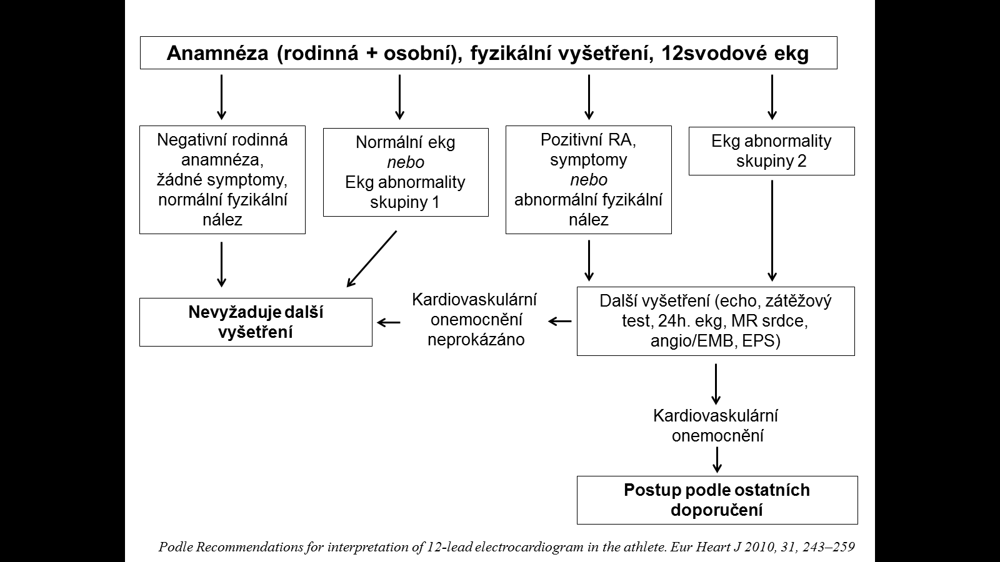 Anamnéza (rodinná + osobní), fyzikální vyšetření, 12svodové ekg
Negativní rodinná
anamnéza,
žádné symptomy,
normální fyzikální
nález
Normální ekg
nebo
Ekg abnormality
skupiny 1
Pozitivní RA,
symptomy
nebo
abnormální fyzikální
nález
Ekg abnormality
skupiny 2
Nevyžaduje další
vyšetření
Kardiovaskulární
onemocnění
neprokázáno
Další vyšetření (echo, zátěžový
test, 24h. ekg, MR srdce,
angio/EMB, EPS)
Kardiovaskulární
onemocnění
Postup podle ostatních
doporučení
Podle Recommendations for interpretation of 12-lead electrocardiogram in the athlete. Eur Heart J 2010, 31, 243–259